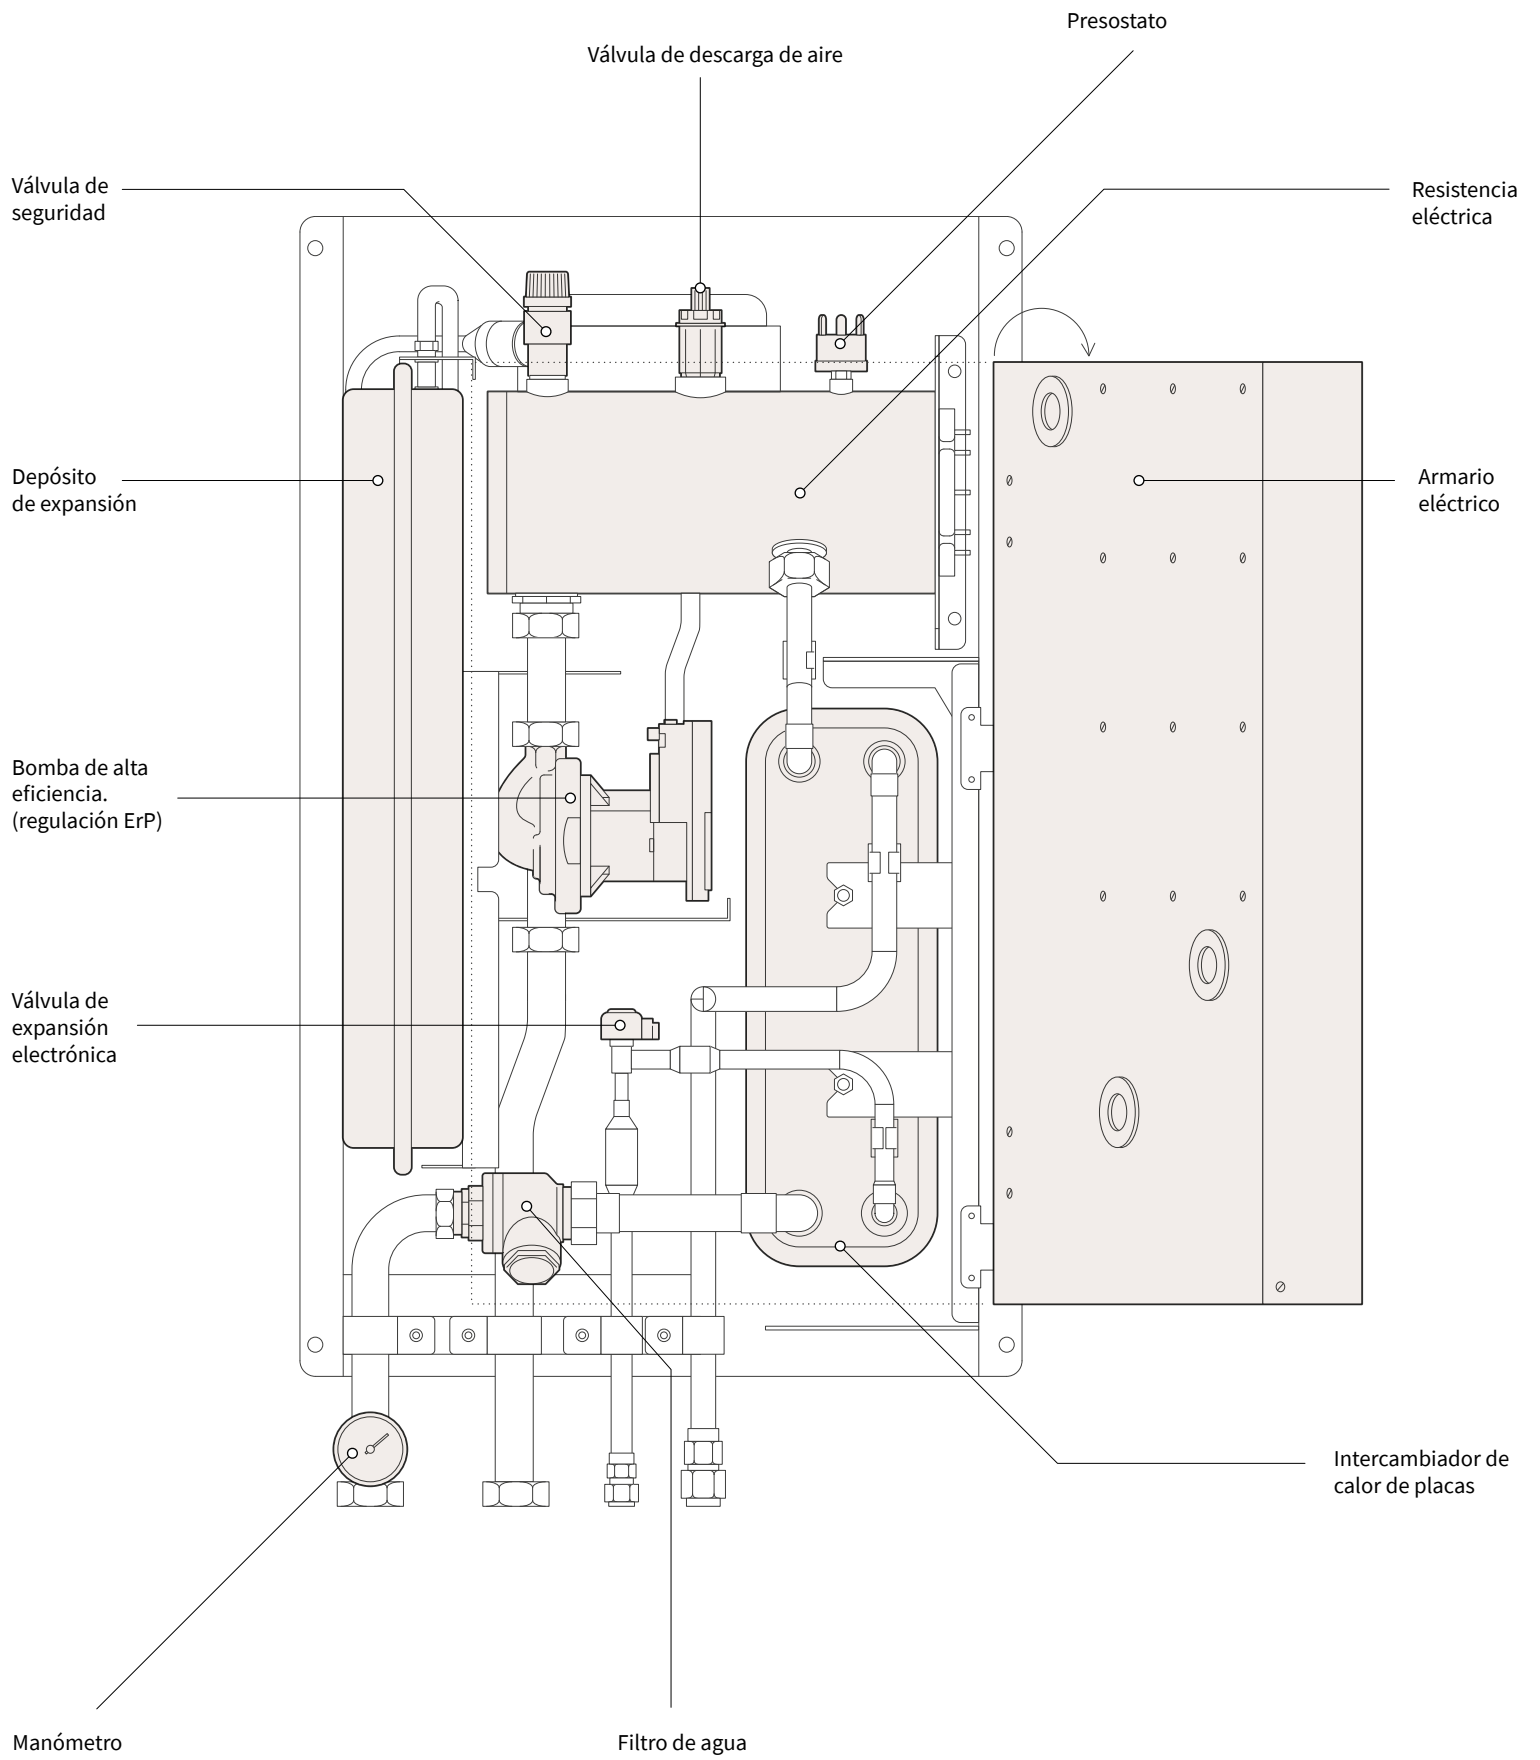 Presostato
Válvula de descarga de aire
Válvula de
seguridad
Resistencia
eléctrica
Depósito
de expansión
Armario
eléctrico
Bomba de alta
eficiencia.
(regulación ErP)
Válvula de
expansión
electrónica
Intercambiador de
calor de placas
Manómetro
Filtro de agua